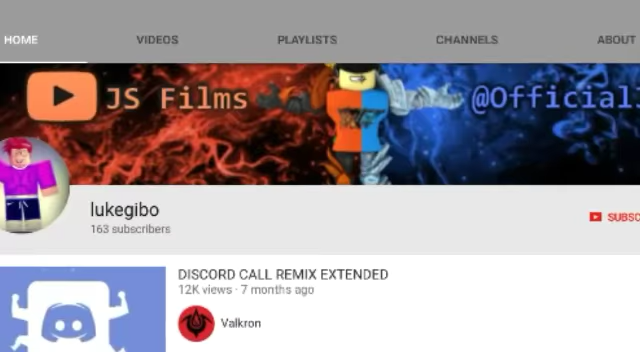 HOME VIDEOS PLAYLISTS CHANNELS ABOUT
JS Films @Official
lukegibo
163 subscribers
SUBSC
DISCORD CALL REMIX EXTENDED
12K views · 7 months ago
Valkron